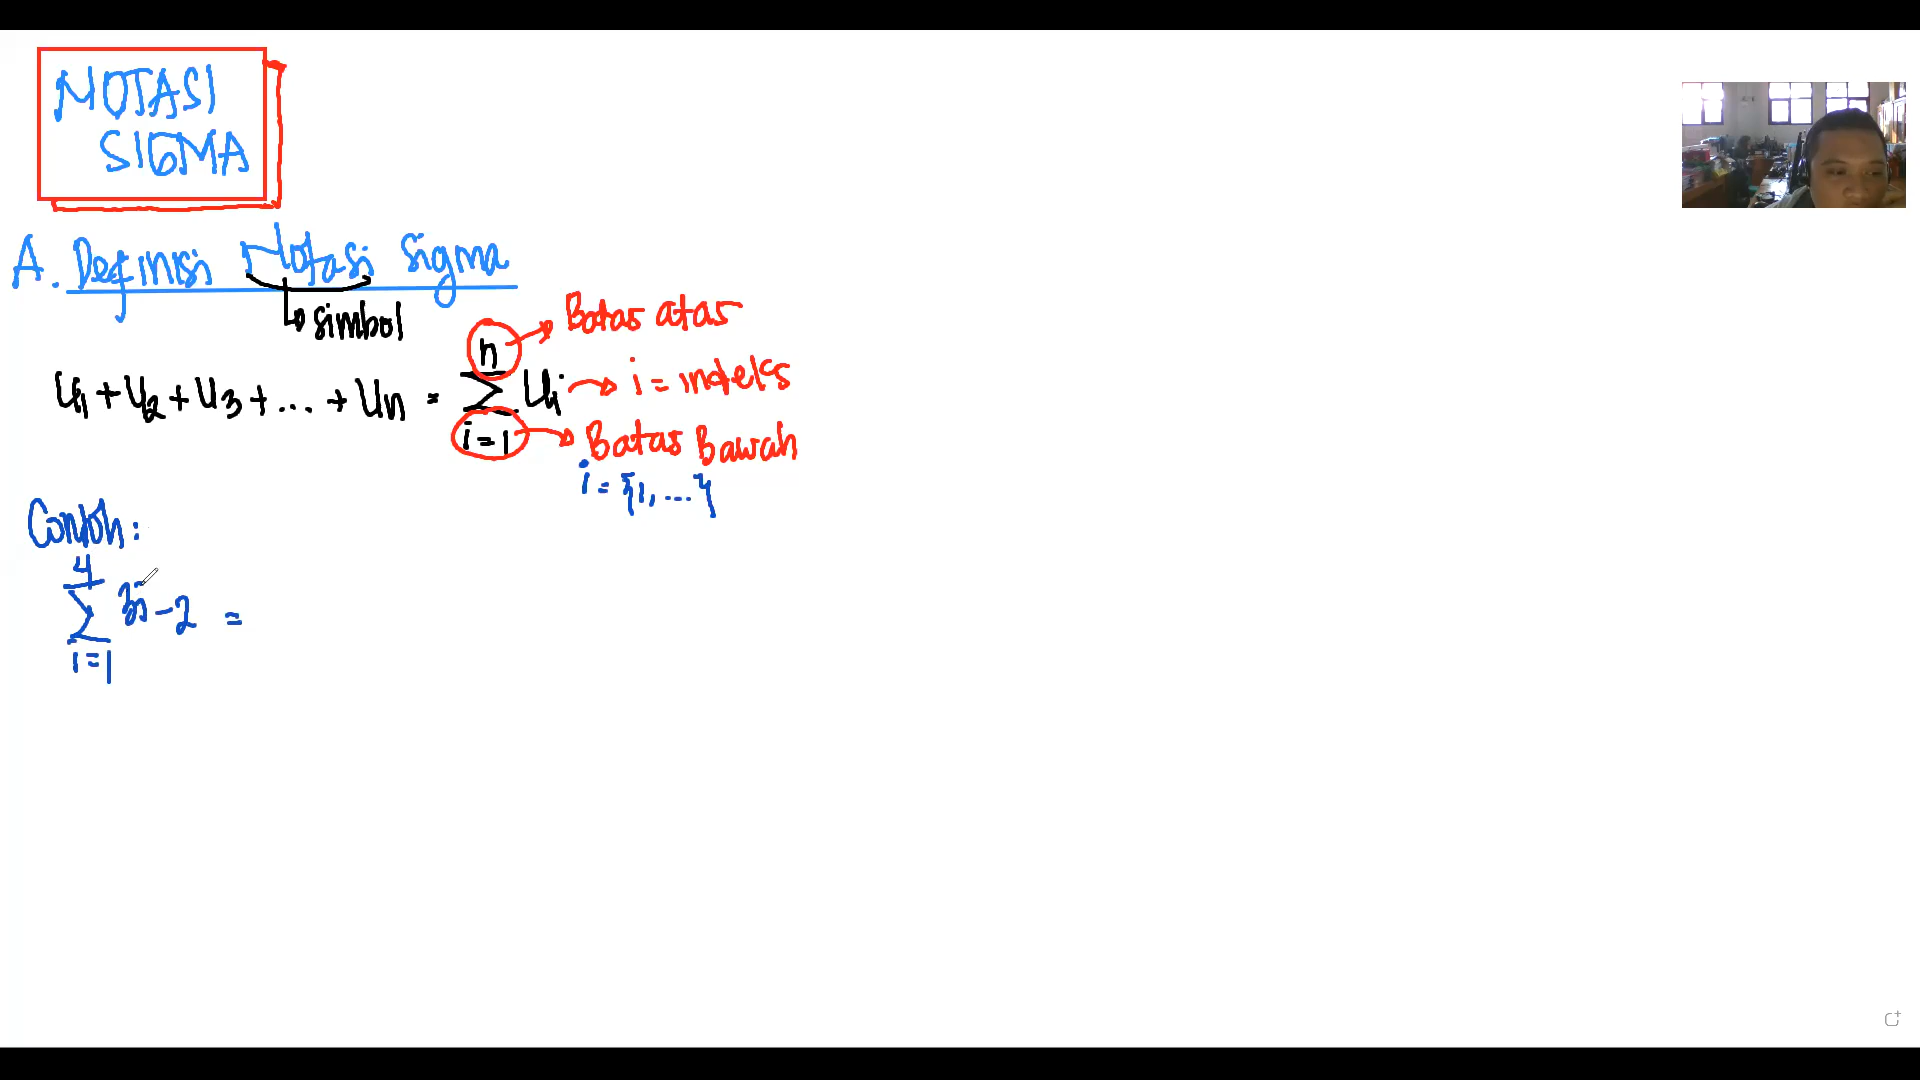 NOTASI
SIGMA
A. Definisi Notasi Sigma
↳ simbol
U₁ + U₂ + U₃ + ... + Uₙ = ∑ⁿᵢ₌₁ Uᵢ
→ Batas atas
→ i = indeks
→ Batas Bawah
i = {1, ...}
Contoh:
4
∑ 3i - 2 =
i=1